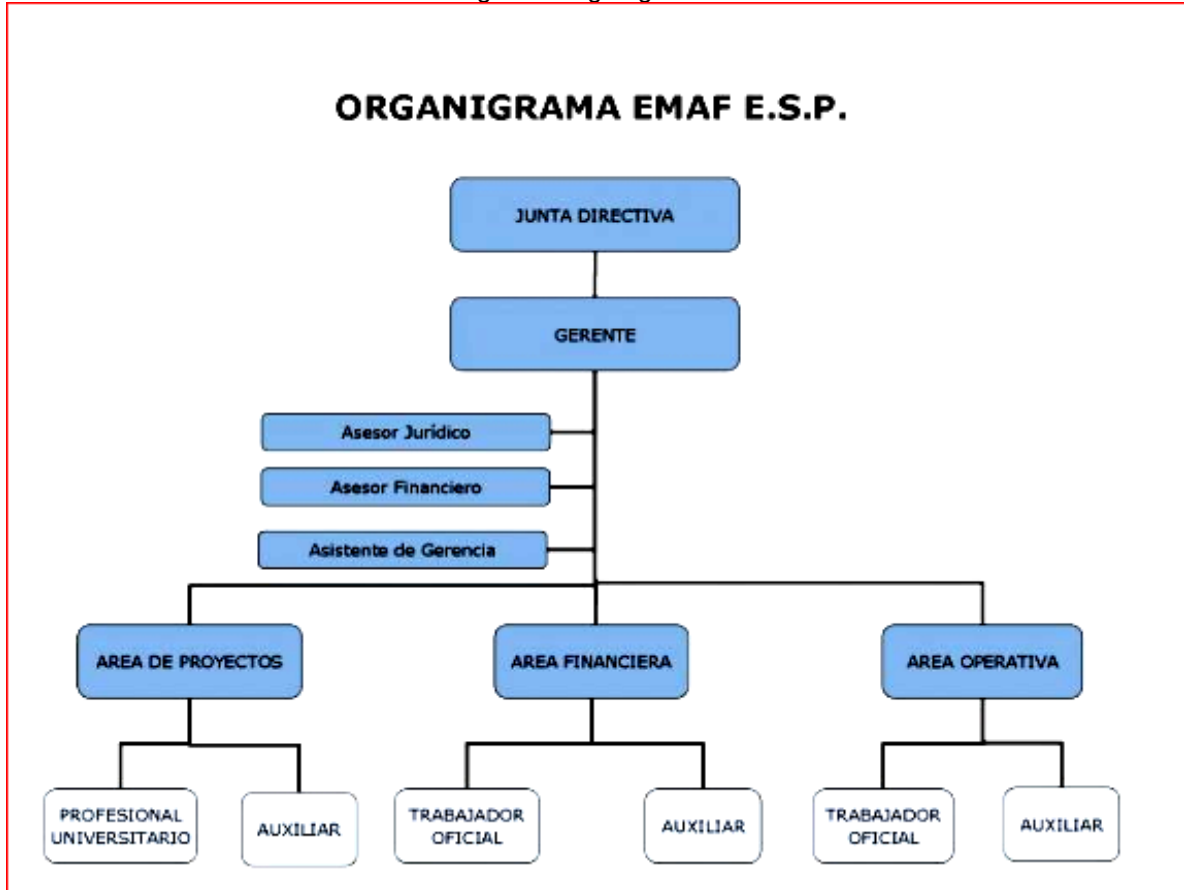 ORGANIGRAMA EMAF E.S.P.
JUNTA DIRECTIVA
GERENTE
Asesor Jurídico
Asesor Financiero
Asistente de Gerencia
AREA DE PROYECTOS
AREA FINANCIERA
AREA OPERATIVA
PROFESIONAL
UNIVERSITARIO
AUXILIAR
TRABAJADOR
OFICIAL
AUXILIAR
TRABAJADOR
OFICIAL
AUXILIAR